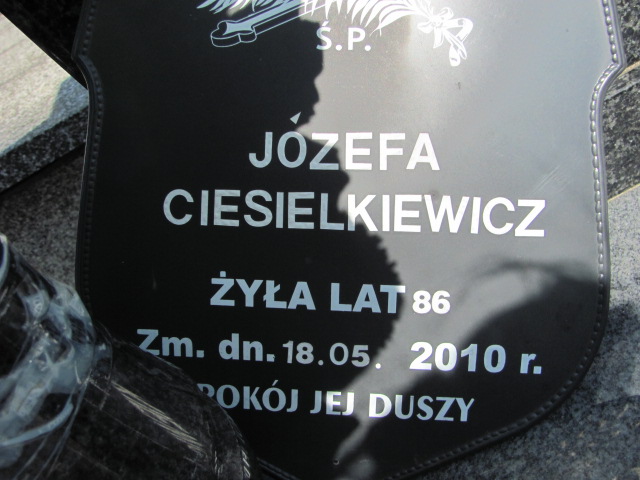 Ś.P.
JÓZEFA
CIESIELKIEWICZ
ŻYŁA LAT 86
Zm. dn. 18.05. 2010 r.
POKÓJ JEJ DUSZY